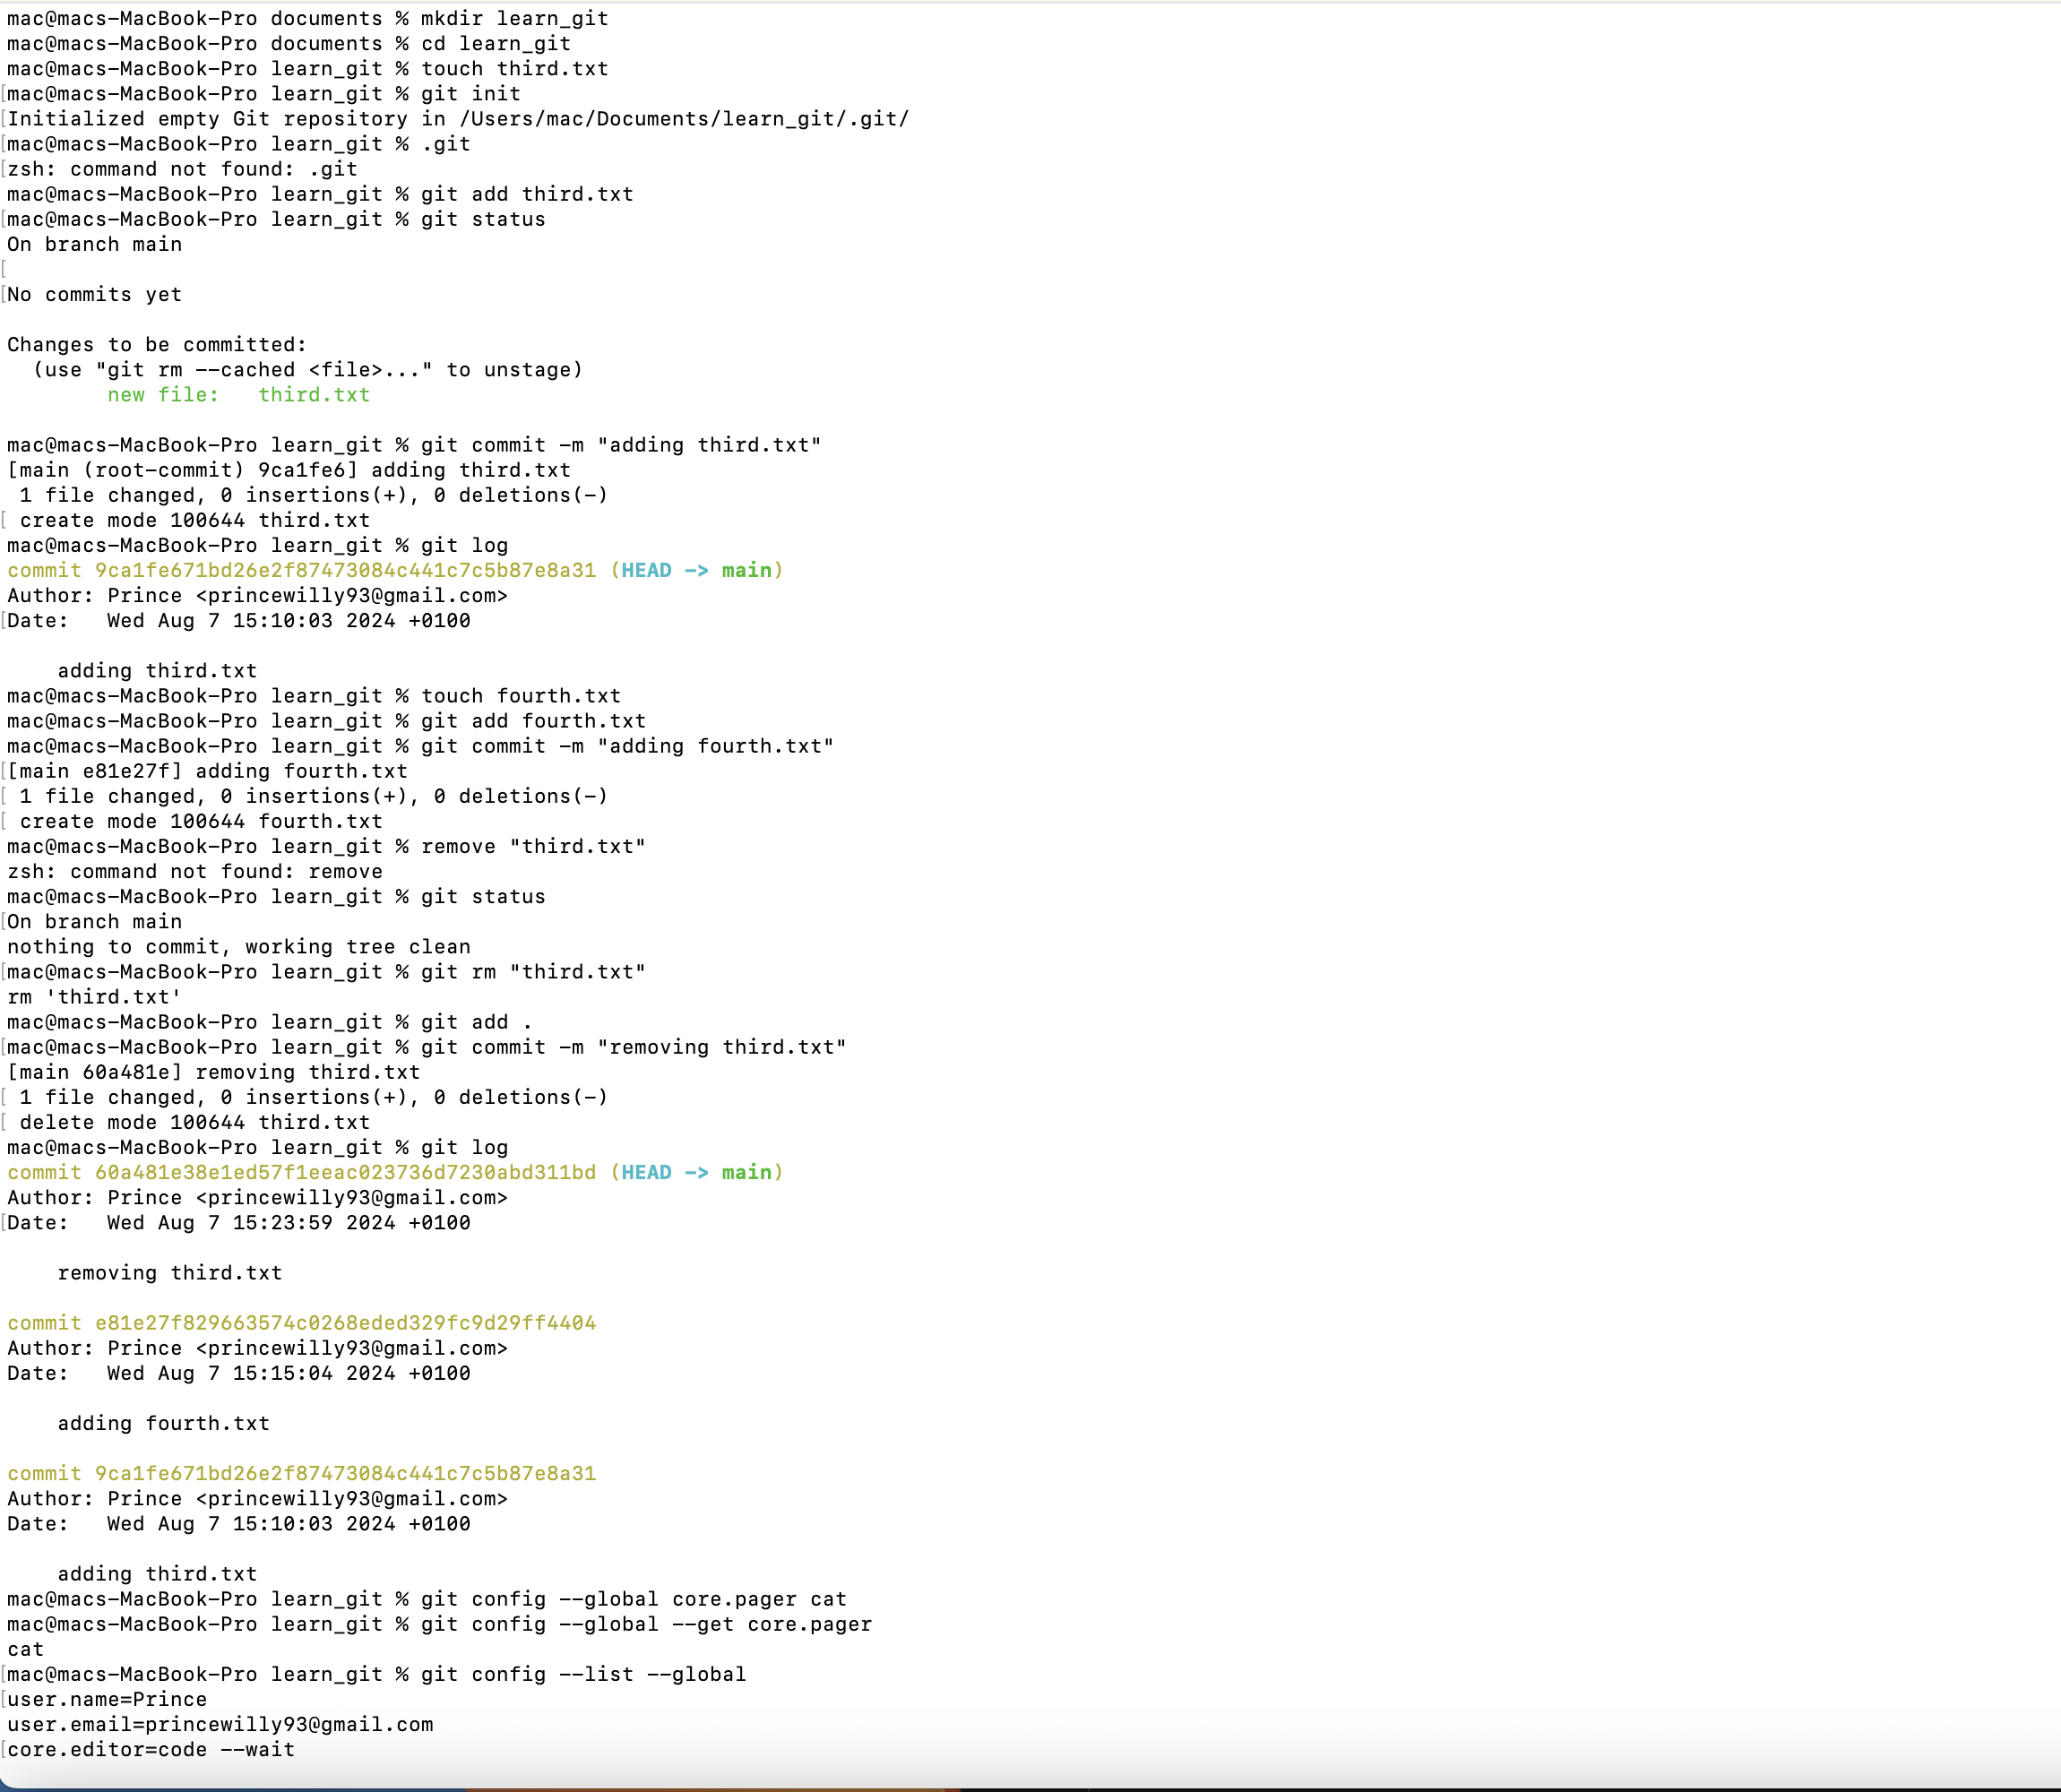 mac@macs-MacBook-Pro documents % mkdir learn_git
mac@macs-MacBook-Pro documents % cd learn_git
mac@macs-MacBook-Pro learn_git % touch third.txt
[mac@macs-MacBook-Pro learn_git % git init
[Initialized empty Git repository in /Users/mac/Documents/learn_git/.git/
[mac@macs-MacBook-Pro learn_git % .git
[zsh: command not found: .git
mac@macs-MacBook-Pro learn_git % git add third.txt
[mac@macs-MacBook-Pro learn_git % git status
On branch main
[
[No commits yet

Changes to be committed:
  (use "git rm --cached <file>..." to unstage)
        new file:   third.txt

mac@macs-MacBook-Pro learn_git % git commit -m "adding third.txt"
[main (root-commit) 9ca1fe6] adding third.txt
 1 file changed, 0 insertions(+), 0 deletions(-)
[ create mode 100644 third.txt
mac@macs-MacBook-Pro learn_git % git log
commit 9ca1fe671bd26e2f87473084c441c7c5b87e8a31 (HEAD -> main)
Author: Prince <princewilly93@gmail.com>
[Date:   Wed Aug 7 15:10:03 2024 +0100

    adding third.txt
mac@macs-MacBook-Pro learn_git % touch fourth.txt
mac@macs-MacBook-Pro learn_git % git add fourth.txt
mac@macs-MacBook-Pro learn_git % git commit -m "adding fourth.txt"
[[main e81e27f] adding fourth.txt
[ 1 file changed, 0 insertions(+), 0 deletions(-)
[ create mode 100644 fourth.txt
mac@macs-MacBook-Pro learn_git % remove "third.txt"
zsh: command not found: remove
mac@macs-MacBook-Pro learn_git % git status
[On branch main
nothing to commit, working tree clean
[mac@macs-MacBook-Pro learn_git % git rm "third.txt"
rm 'third.txt'
mac@macs-MacBook-Pro learn_git % git add .
[mac@macs-MacBook-Pro learn_git % git commit -m "removing third.txt"
[main 60a481e] removing third.txt
[ 1 file changed, 0 insertions(+), 0 deletions(-)
[ delete mode 100644 third.txt
mac@macs-MacBook-Pro learn_git % git log
commit 60a481e38e1ed57f1eeac023736d7230abd311bd (HEAD -> main)
Author: Prince <princewilly93@gmail.com>
[Date:   Wed Aug 7 15:23:59 2024 +0100

    removing third.txt

commit e81e27f829663574c0268eded329fc9d29ff4404
Author: Prince <princewilly93@gmail.com>
Date:   Wed Aug 7 15:15:04 2024 +0100

    adding fourth.txt

commit 9ca1fe671bd26e2f87473084c441c7c5b87e8a31
Author: Prince <princewilly93@gmail.com>
Date:   Wed Aug 7 15:10:03 2024 +0100

    adding third.txt
mac@macs-MacBook-Pro learn_git % git config --global core.pager cat
mac@macs-MacBook-Pro learn_git % git config --global --get core.pager
cat
[mac@macs-MacBook-Pro learn_git % git config --list --global
[user.name=Prince
user.email=princewilly93@gmail.com
[core.editor=code --wait